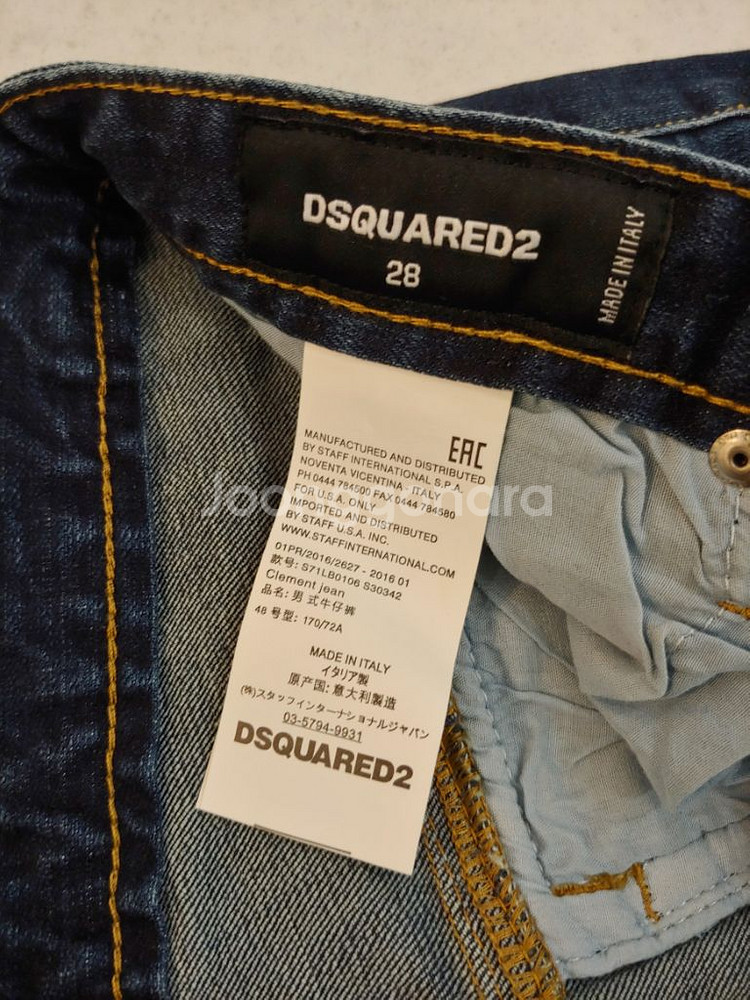 DSQUARED2
28
MADE IN ITALY
EAC
MANUFACTURED AND DISTRIBUTED
BY STAFF INTERNATIONAL S.P.A.
NOVENTA VICENTINA - ITALY
PH 0444 784500 FAX 0444 784580
FOR U.S.A. ONLY
IMPORTED AND DISTRIBUTED
BY STAFF U.S.A. INC.
WWW.STAFFINTERNATIONAL.COM
01PR/2016/2627 - 2016 01
款号: S71LB0106 S30342
Clement jean
品名: 男 式牛仔裤
48 号型: 170/72A
MADE IN ITALY
イタリア製
原产国: 意大利製造
(株)スタッフインターナショナルジャパン
03-5794-9931
DSQUARED2
Joonggonara